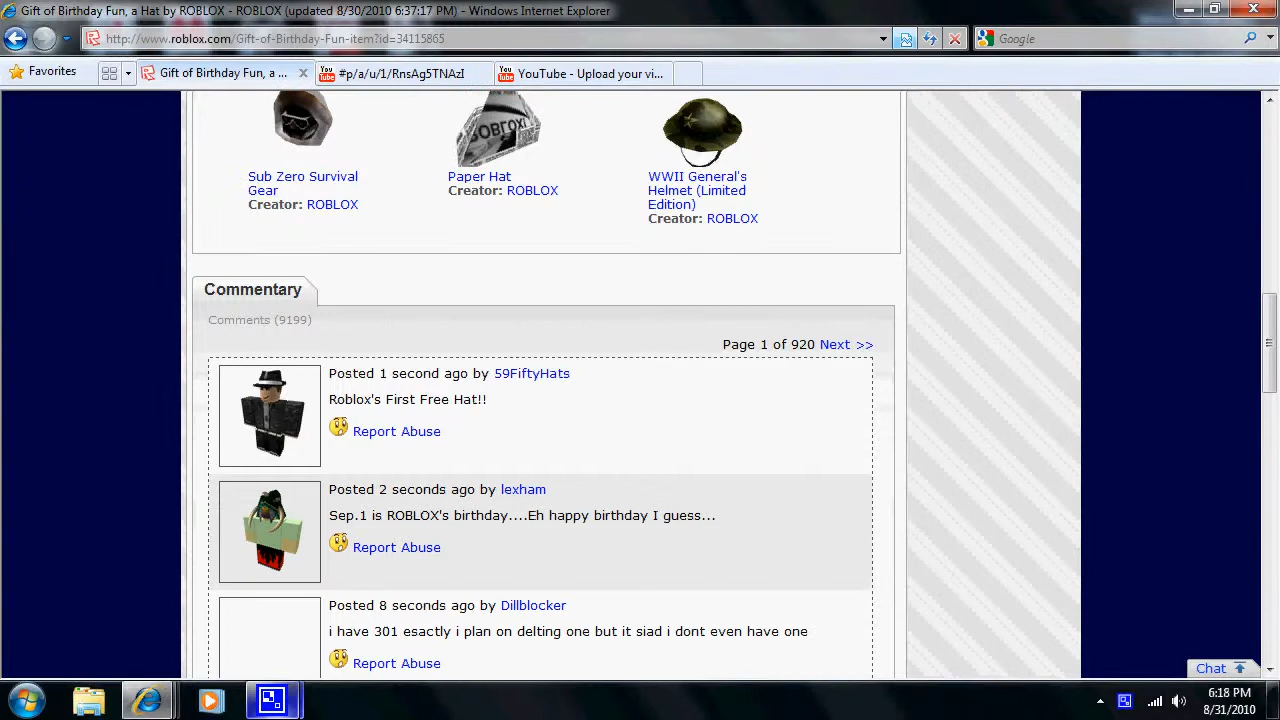 Gift of Birthday Fun, a Hat by ROBLOX - ROBLOX (updated 8/30/2010 6:37:17 PM) - Windows Internet Explorer
http://www.roblox.com/Gift-of-Birthday-Fun-item?id=34115865
Google
Favorites
Gift of Birthday Fun, a ...
You Tube
#p/a/u/1/RnsAg5TNAzI
You Tube
YouTube - Upload your vi...
SOBLOX!
Sub Zero Survival
Gear
Creator: ROBLOX
Paper Hat
Creator: ROBLOX
WWII General's
Helmet (Limited
Edition)
Creator: ROBLOX
Commentary
Comments (9199)
Page 1 of 920 Next >>
Posted 1 second ago by 59FiftyHats
Roblox's First Free Hat!!
Report Abuse
Posted 2 seconds ago by lexham
Sep.1 is ROBLOX's birthday....Eh happy birthday I guess...
Report Abuse
Posted 8 seconds ago by Dillblocker
i have 301 esactly i plan on delting one but it siad i dont even have one
Report Abuse
Chat
6:18 PM
8/31/2010